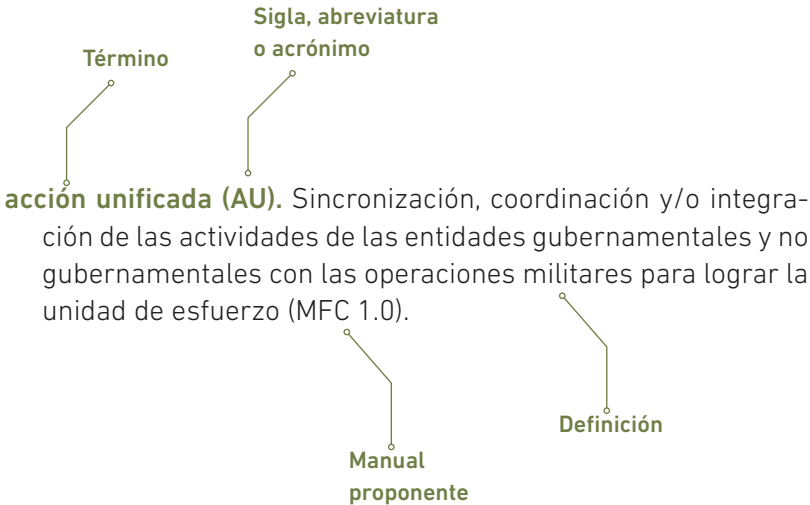 Sigla, abreviatura
o acrónimo
Término
acción unificada (AU). Sincronización, coordinación y/o integra-
ción de las actividades de las entidades gubernamentales y no
gubernamentales con las operaciones militares para lograr la
unidad de esfuerzo (MFC 1.0).
Definición
Manual
proponente